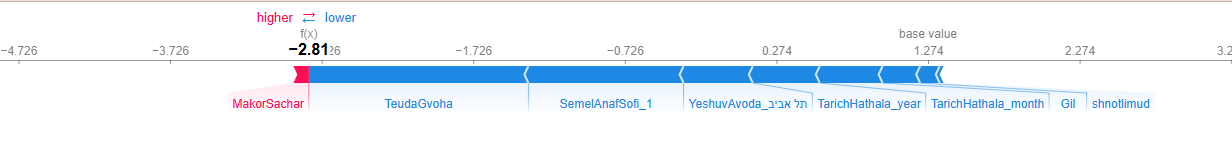 higher ⇄ lower
f(x) base value
−4.726 −3.726 −2.81 26 −1.726 −0.726 0.274 1.274 2.274 3.2
MakorSachar TeudaGvoha SemelAnafSofi_1 YeshuvAvoda_תל אביב TarichHathala_year TarichHathala_month Gil shnotlimud